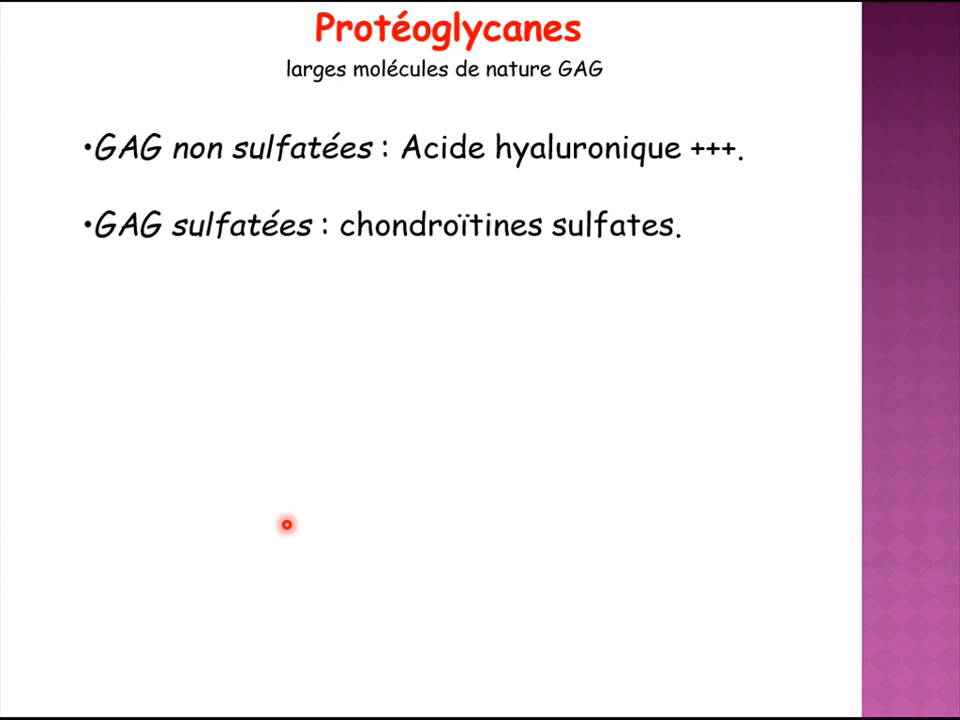 Protéoglycanes
larges molécules de nature GAG
•GAG non sulfatées : Acide hyaluronique +++.
•GAG sulfatées : chondroïtines sulfates.